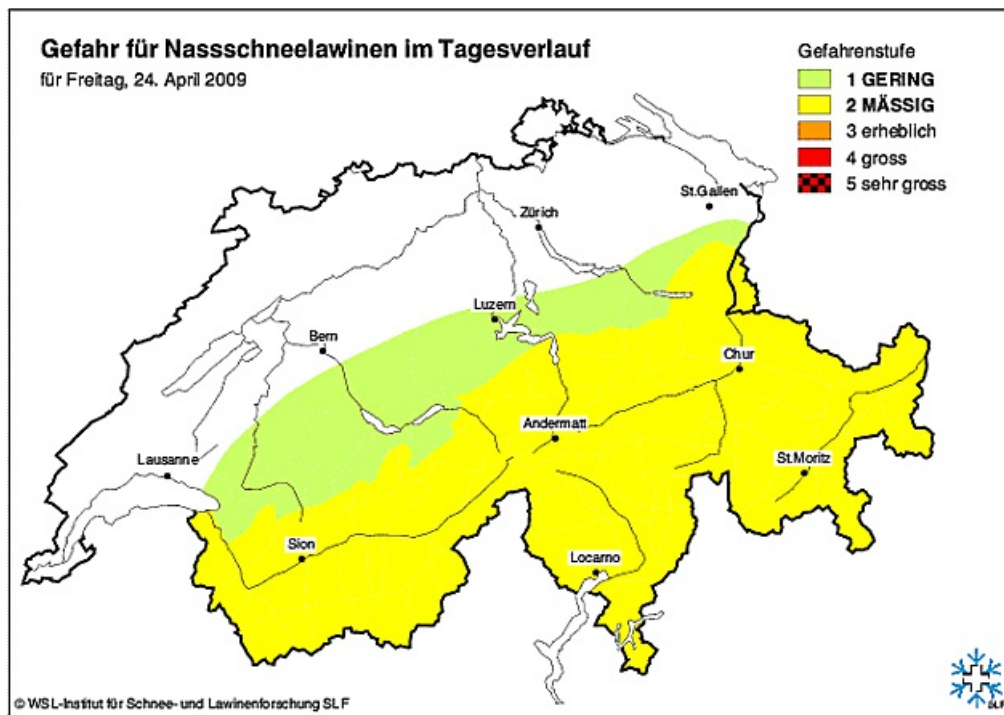 Gefahr für Nassschneelawinen im Tagesverlauf
für Freitag, 24. April 2009
Gefahrenstufe
1 GERING
2 MÄSSIG
3 erheblich
4 gross
5 sehr gross
St.Gallen
Zürich
Luzern
Bern
Chur
Andermatt
Lausanne
St.Moritz
Sion
Locarno
© WSL-Institut für Schnee- und Lawinenforschung SLF
SLF